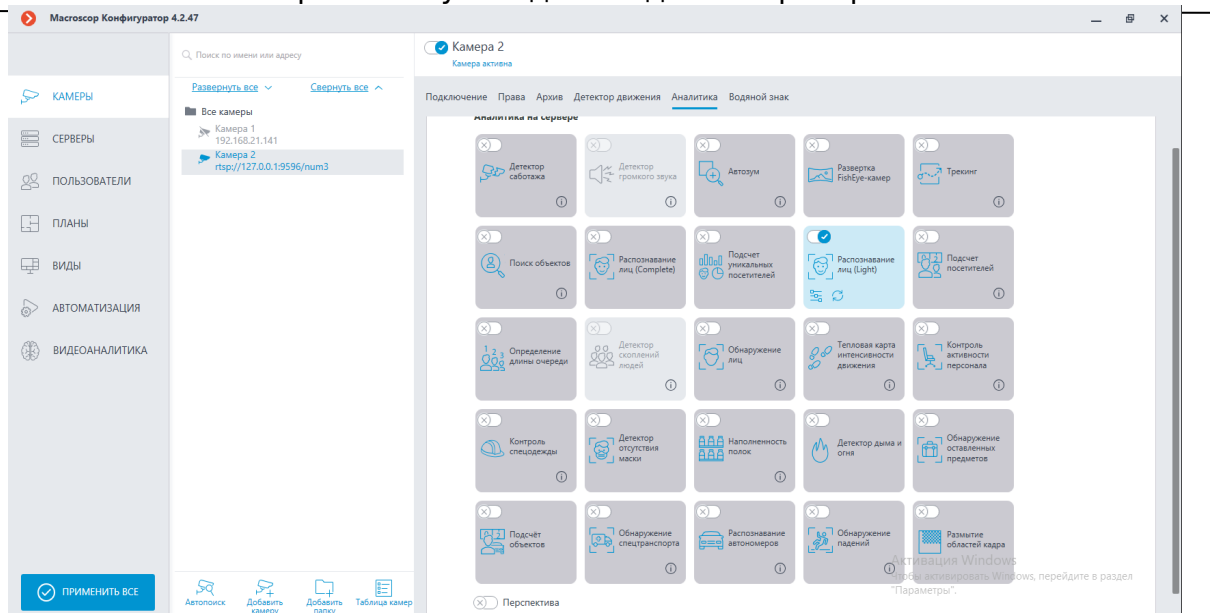 Macroscop Конфигуратор 4.2.47
Поиск по имени или адресу
Развернуть все
Свернуть все
Все камеры
Камера 1
192.168.21.141
Камера 2
rtsp://127.0.0.1:9596/num3
КАМЕРЫ
СЕРВЕРЫ
ПОЛЬЗОВАТЕЛИ
ПЛАНЫ
ВИДЫ
АВТОМАТИЗАЦИЯ
ВИДЕОАНАЛИТИКА
ПРИМЕНИТЬ ВСЕ
Автопоиск
Добавить
камеру
Добавить
папку
Таблица камер
Камера 2
Камера активна
Подключение Права Архив Детектор движения Аналитика Водяной знак
Аналитика на сервере
Детектор
саботажа
Детектор
громкого звука
Автозум
Развертка
FishEye-камер
Трекинг
Поиск объектов
Распознавание
лиц (Complete)
Подсчет
уникальных
посетителей
Распознавание
лиц (Light)
Подсчет
посетителей
Определение
длины очереди
Детектор
скоплений
людей
Обнаружение
лиц
Тепловая карта
интенсивности
движения
Контроль
активности
персонала
Контроль
спецодежды
Детектор
отсутствия
маски
Наполненность
полок
Детектор дыма и
огня
Обнаружение
оставленных
предметов
Подсчёт
объектов
Обнаружение
спецтранспорта
Распознавание
автономеров
Обнаружение
падений
Размытие
областей кадра
Перспектива
Активация Windows
Чтобы активировать Windows, перейдите в раздел
"Параметры".